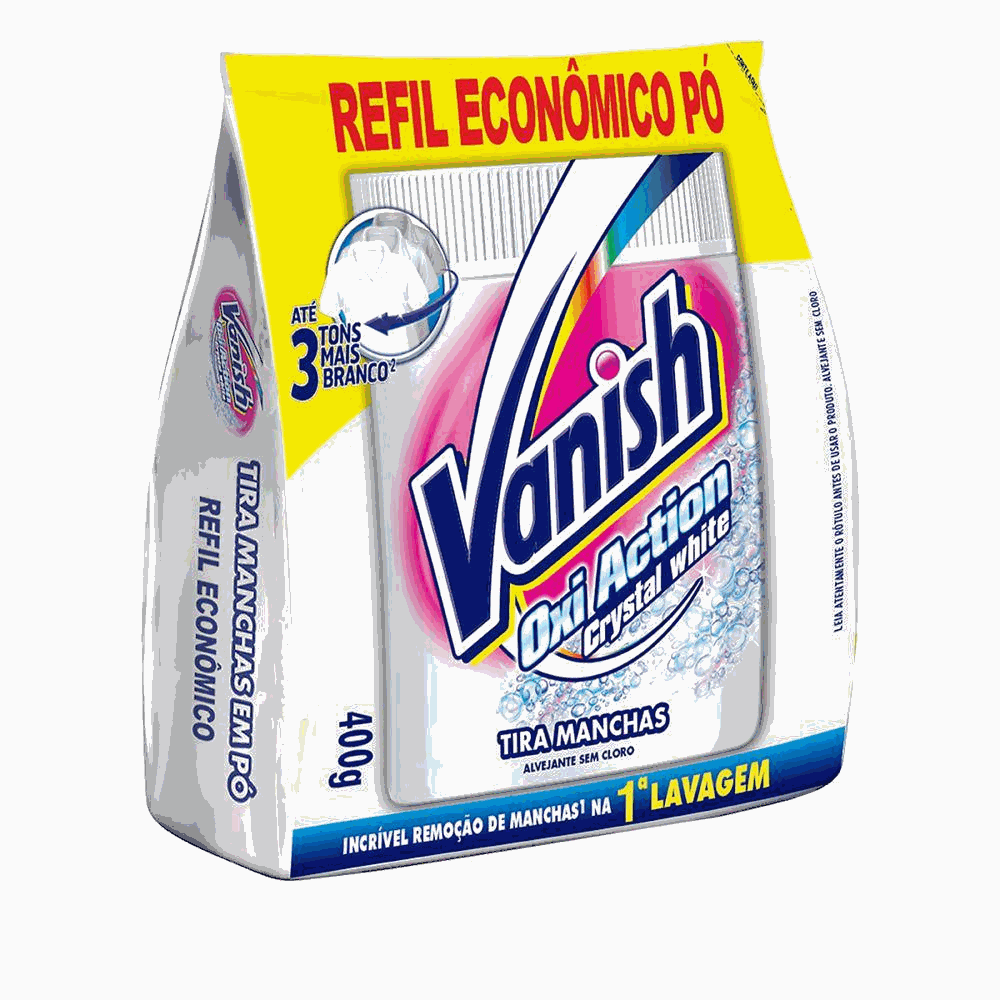 REFIL ECONÔMICO PÓ
ATÉ
3 TONS
MAIS
BRANCO²
Vanish
Oxi Action
crystal white
TIRA MANCHAS
ALVEJANTE SEM CLORO
INCRÍVEL REMOÇÃO DE MANCHAS¹ NA 1ª LAVAGEM
400g
Vanish
TIRA MANCHAS EM PÓ
REFIL ECONÔMICO
LEIA ATENTAMENTE O RÓTULO ANTES DE USAR O PRODUTO. ALVEJANTE SEM CLORO